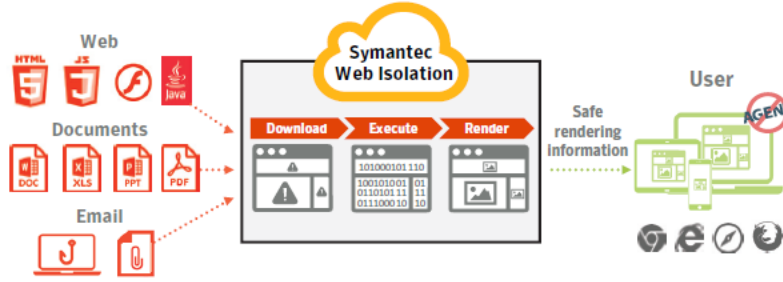 Web
HTML
5
JS
Java
Documents
DOC
XLS
PPT
PDF
Email
Symantec
Web Isolation
Download
Execute
Render
101000101110
100101001
011010111
011100010
01
11
10
Safe
rendering
information
User
AGEN